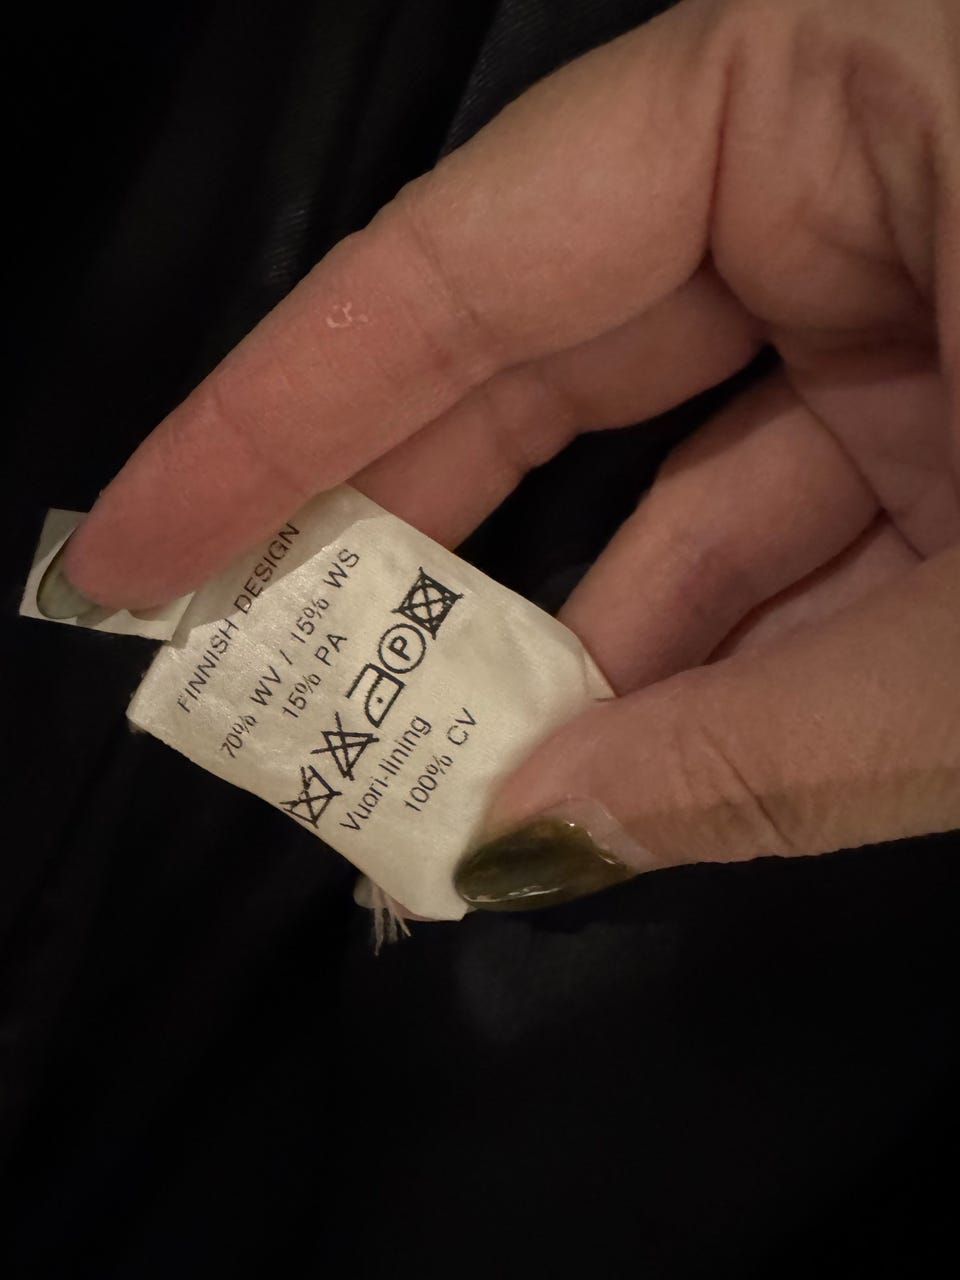 FINNISH DESIGN
70% WV / 15% WS
15% PA
P
Vuori-lining
100% CV